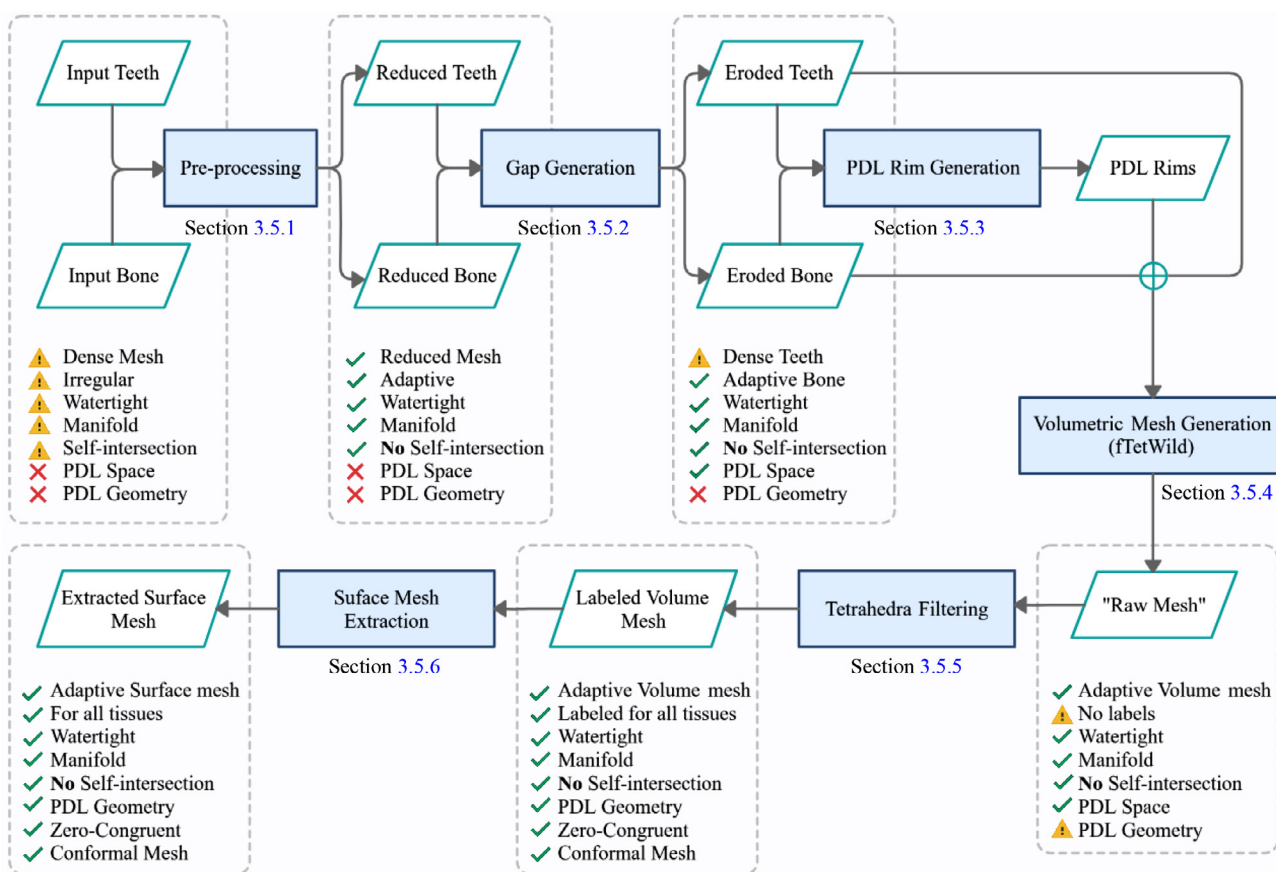 Input Teeth
Pre-processing
Section 3.5.1
Input Bone
Dense Mesh
Irregular
Watertight
Manifold
Self-intersection
PDL Space
PDL Geometry
Reduced Teeth
Gap Generation
Section 3.5.2
Reduced Bone
Reduced Mesh
Adaptive
Watertight
Manifold
No Self-intersection
PDL Space
PDL Geometry
Eroded Teeth
PDL Rim Generation
Section 3.5.3
Eroded Bone
PDL Rims
Dense Teeth
Adaptive Bone
Watertight
Manifold
No Self-intersection
PDL Space
PDL Geometry
Volumetric Mesh Generation
(fTetWild)
Section 3.5.4
"Raw Mesh"
Adaptive Volume mesh
No labels
Watertight
Manifold
No Self-intersection
PDL Space
PDL Geometry
Tetrahedra Filtering
Section 3.5.5
Labeled Volume
Mesh
Adaptive Volume mesh
Labeled for all tissues
Watertight
Manifold
No Self-intersection
PDL Geometry
Zero-Congruent
Conformal Mesh
Suface Mesh
Extraction
Section 3.5.6
Extracted Surface
Mesh
Adaptive Surface mesh
For all tissues
Watertight
Manifold
No Self-intersection
PDL Geometry
Zero-Congruent
Conformal Mesh